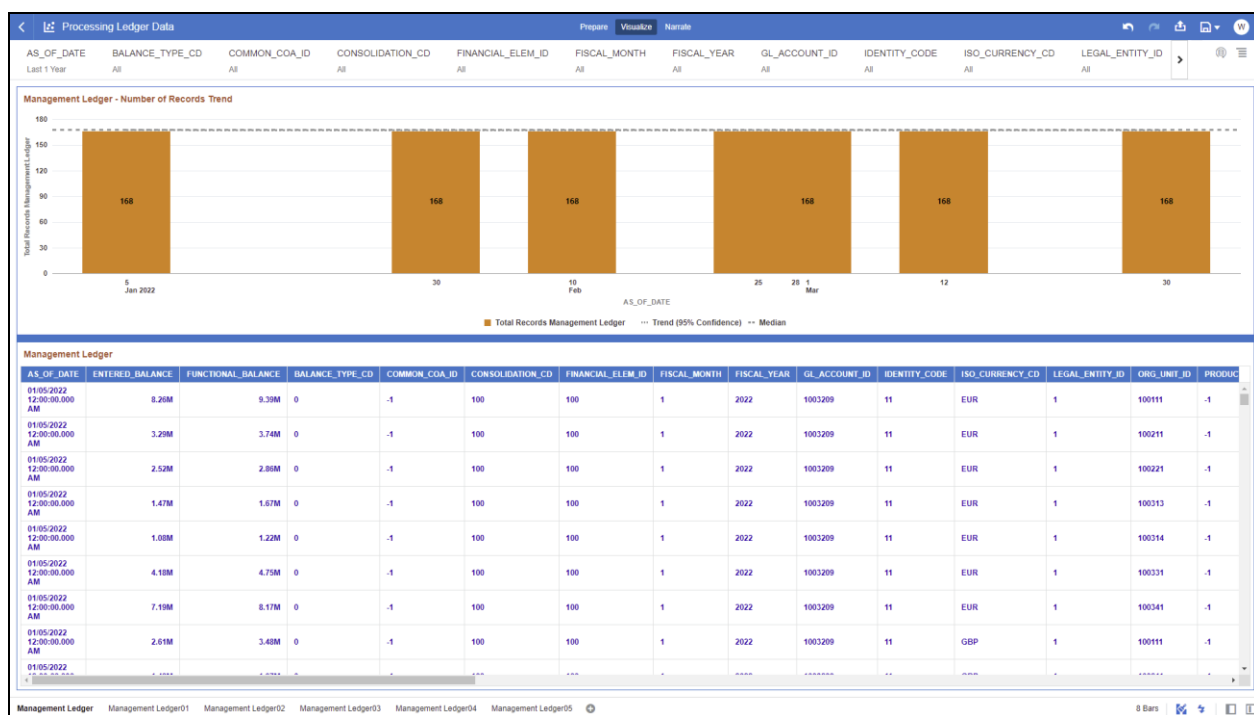 Processing Ledger Data Prepare Visualize Narrate W
AS_OF_DATE BALANCE_TYPE_CD COMMON_COA_ID CONSOLIDATION_CD FINANCIAL_ELEM_ID FISCAL_MONTH FISCAL_YEAR GL_ACCOUNT_ID IDENTITY_CODE ISO_CURRENCY_CD LEGAL_ENTITY_ID
Last 1 Year All All All All All All All All All All
Management Ledger - Number of Records Trend
Total Records Management Ledger
180
150
120
90
60
30
0
168 168 168 168 168 168
5 30 10 25 28 1 12 30
Jan 2022 Feb Mar
AS_OF_DATE
Total Records Management Ledger Trend (95% Confidence) Median
Management Ledger
AS_OF_DATE ENTERED_BALANCE FUNCTIONAL_BALANCE BALANCE_TYPE_CD COMMON_COA_ID CONSOLIDATION_CD FINANCIAL_ELEM_ID FISCAL_MONTH FISCAL_YEAR GL_ACCOUNT_ID IDENTITY_CODE ISO_CURRENCY_CD LEGAL_ENTITY_ID ORG_UNIT_ID PRODUC
01/05/2022
12:00:00.000 8.26M 9.39M 0 -1 100 100 1 2022 1003209 11 EUR 1 100111 -1
AM
01/05/2022
12:00:00.000 3.29M 3.74M 0 -1 100 100 1 2022 1003209 11 EUR 1 100211 -1
AM
01/05/2022
12:00:00.000 2.52M 2.86M 0 -1 100 100 1 2022 1003209 11 EUR 1 100221 -1
AM
01/05/2022
12:00:00.000 1.47M 1.67M 0 -1 100 100 1 2022 1003209 11 EUR 1 100313 -1
AM
01/05/2022
12:00:00.000 1.08M 1.22M 0 -1 100 100 1 2022 1003209 11 EUR 1 100314 -1
AM
01/05/2022
12:00:00.000 4.18M 4.75M 0 -1 100 100 1 2022 1003209 11 EUR 1 100331 -1
AM
01/05/2022
12:00:00.000 7.19M 8.17M 0 -1 100 100 1 2022 1003209 11 EUR 1 100341 -1
AM
01/05/2022
12:00:00.000 2.61M 3.48M 0 -1 100 100 1 2022 1003209 11 GBP 1 100111 -1
AM
01/05/2022
Management Ledger Management Ledger01 Management Ledger02 Management Ledger03 Management Ledger04 Management Ledger05 8 Bars